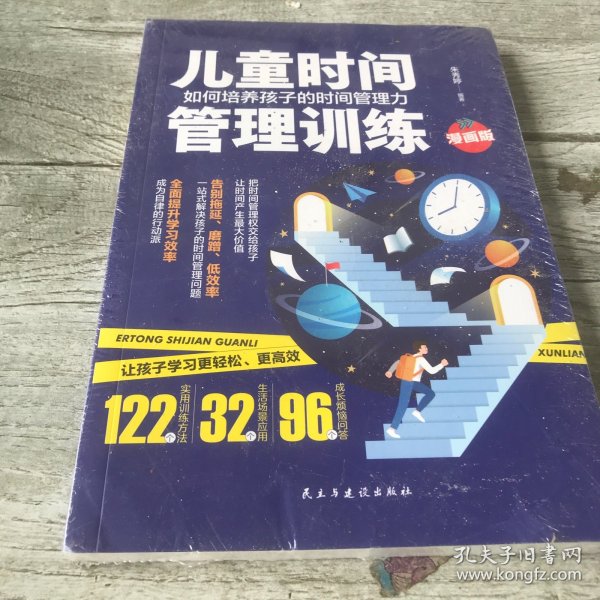 儿童时间
如何培养孩子的时间管理力
管理训练
漫画版
朱秀婷 编著
把时间管理权交给孩子
让时间产生最大价值
告别拖延、磨蹭、低效率
一站式解决孩子的时间管理问题
全面提升学习效率
成为自律的行动派
ERTONG SHIJIAN GUANLI
XUNLIAN
让孩子学习更轻松、更高效
122个实用训练方法
32个生活场景应用
96个成长烦恼问答
民主与建设出版社
孔夫子旧书网
www.kongfz.com